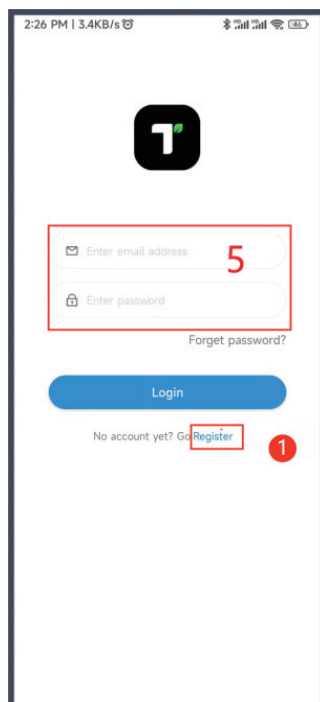 2:26 PM | 3.4KB/s
46
T
Enter email address
5
Enter password
Forget password?
Login
No account yet? Go Register
1